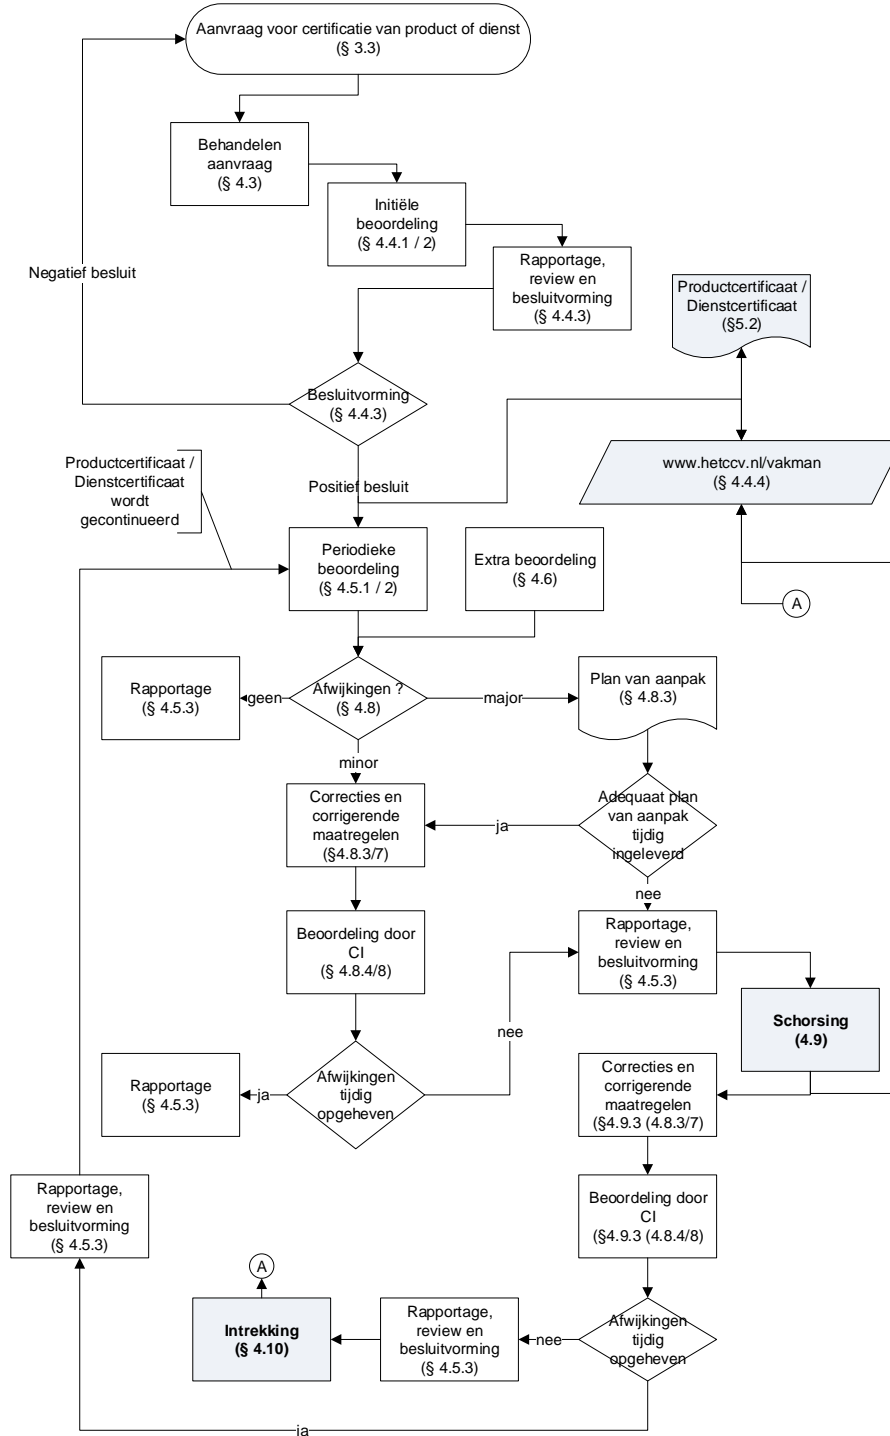 Aanvraag voor certificatie van product of dienst
(§ 3.3)
Behandelen
aanvraag
(§ 4.3)
Initiële
beoordeling
(§ 4.4.1 / 2)
Rapportage,
review en
besluitvorming
(§ 4.4.3)
Negatief besluit
Productcertificaat /
Dienstcertificaat
(§5.2)
Besluitvorming
(§ 4.4.3)
www.hetccv.nl/vakman
(§ 4.4.4)
Productcertificaat /
Dienstcertificaat
wordt
gecontinueerd
Positief besluit
Periodieke
beoordeling
(§ 4.5.1 / 2)
Extra beoordeling
(§ 4.6)
A
Rapportage
(§ 4.5.3)
geen
Afwijkingen ?
(§ 4.8)
major
Plan van aanpak
(§ 4.8.3)
minor
Correcties en
corrigerende
maatregelen
(§4.8.3/7)
ja
Adequaat plan
van aanpak
tijdig
ingeleverd
nee
Beoordeling door
CI
(§ 4.8.4/8)
Rapportage,
review en
besluitvorming
(§ 4.5.3)
nee
Schorsing
(4.9)
Rapportage
(§ 4.5.3)
ja
Afwijkingen
tijdig
opgeheven
Correcties en
corrigerende
maatregelen
(§4.9.3 (4.8.3/7)
Rapportage,
review en
besluitvorming
(§ 4.5.3)
Beoordeling door
CI
(§4.9.3 (4.8.4/8)
A
Intrekking
(§ 4.10)
Rapportage,
review en
besluitvorming
(§ 4.5.3)
nee
Afwijkingen
tijdig
opgeheven
ja